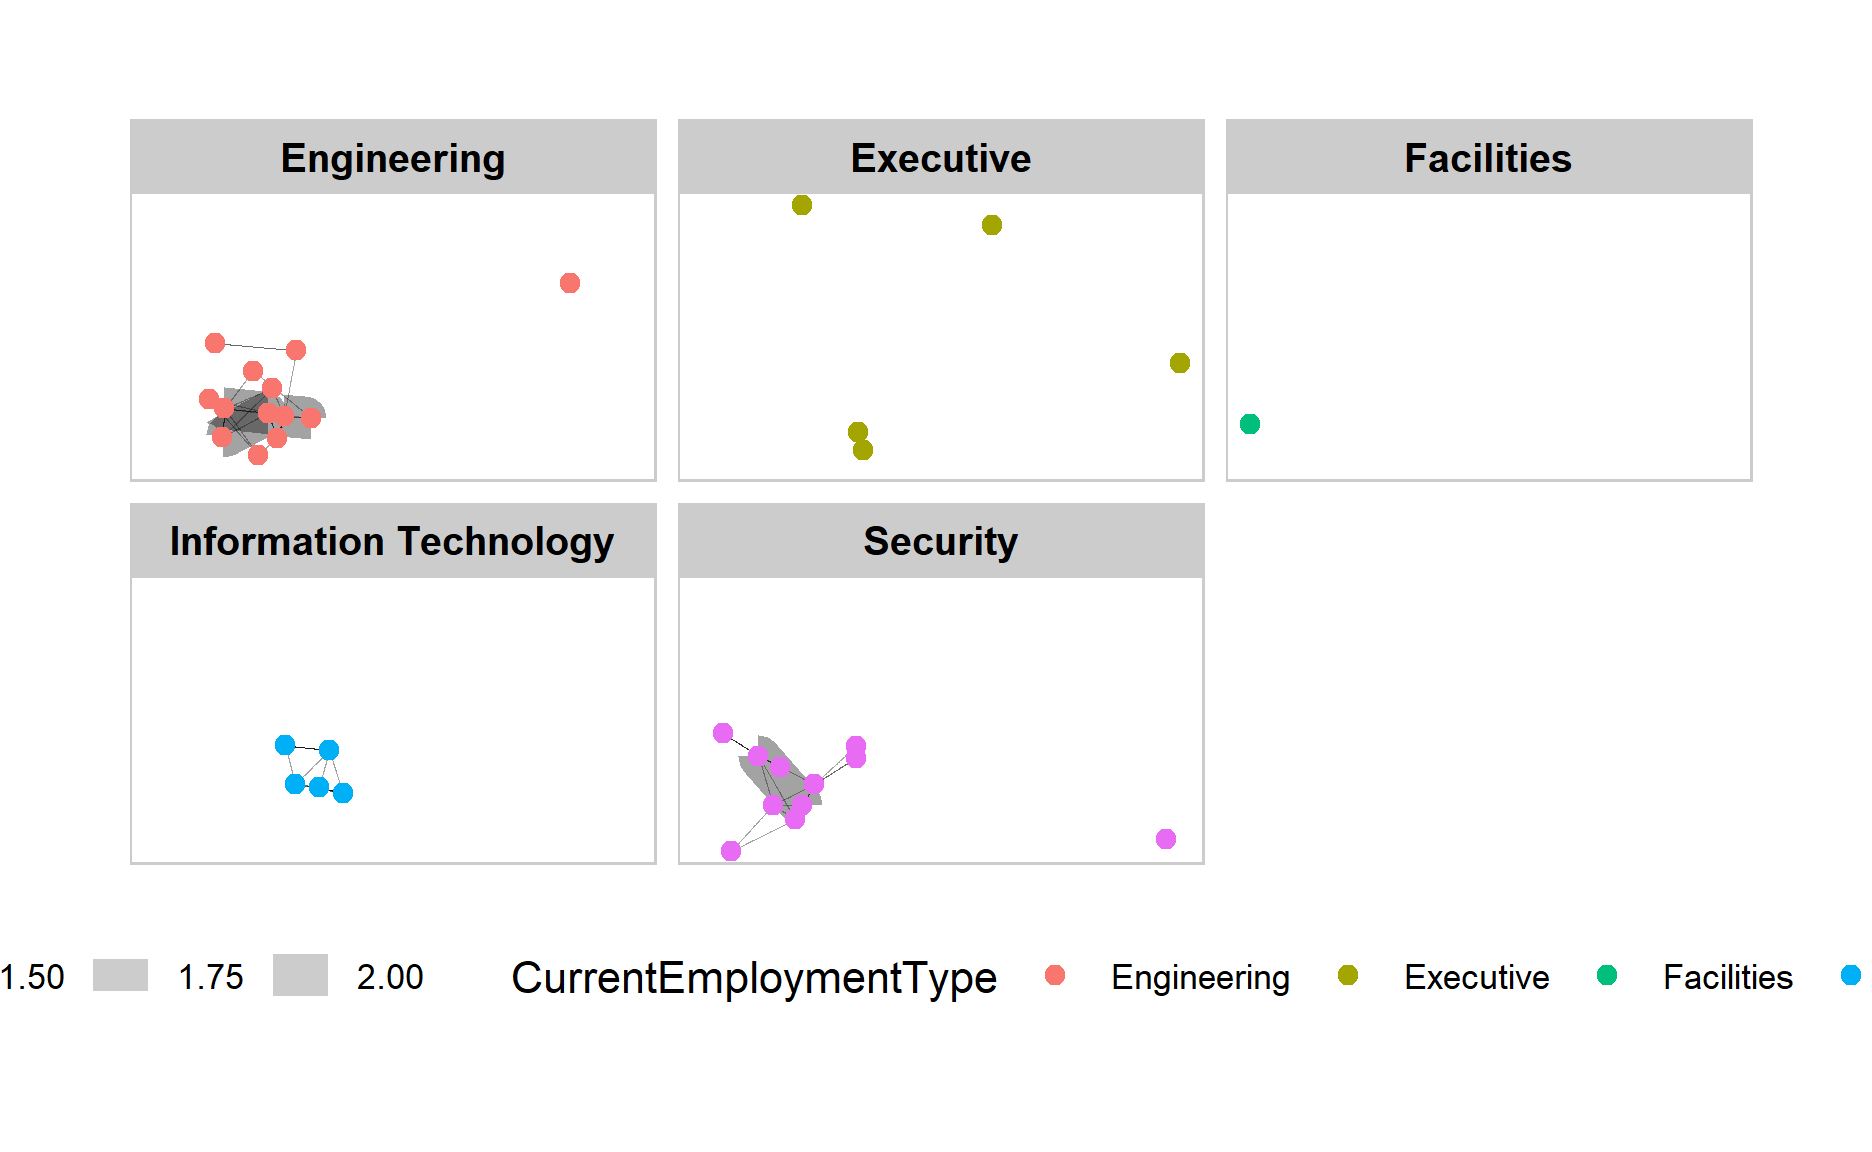 Engineering
Executive
Facilities
Information Technology
Security
1.50 1.75 2.00 CurrentEmploymentType Engineering Executive Facilities